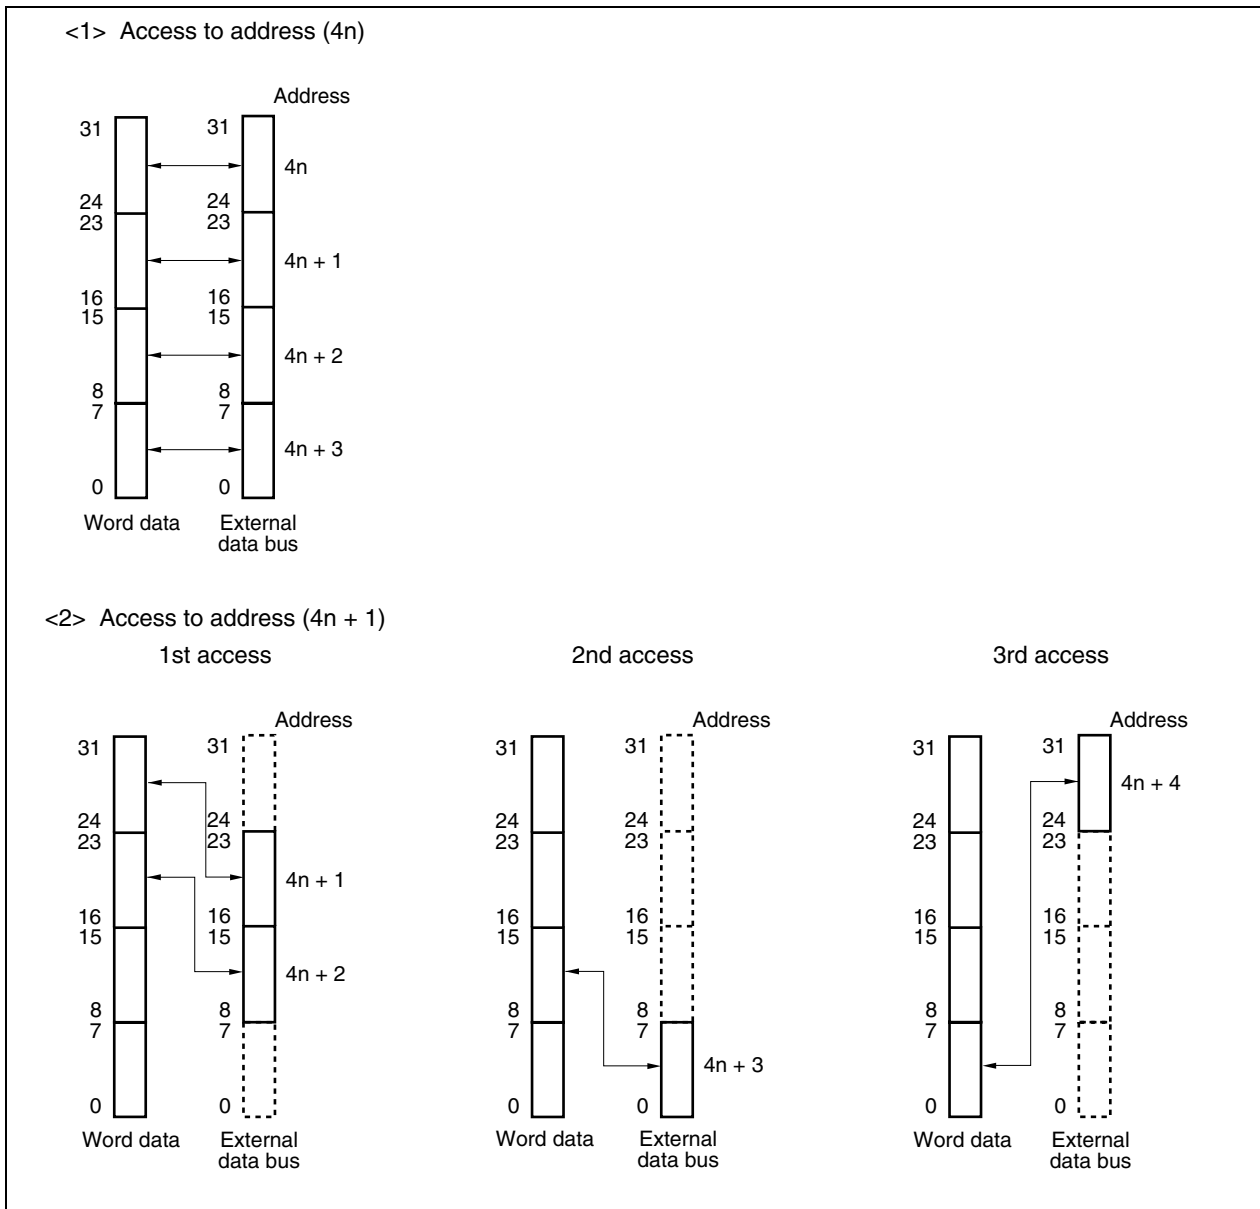 <1> Access to address (4n)
Address
31 31
4n
24 24
23 23
4n + 1
16 16
15 15
4n + 2
8 8
7 7
4n + 3
0 0
Word data External
data bus
<2> Access to address (4n + 1)
1st access 2nd access 3rd access
Address Address Address
31 31 31 31 31 31
4n + 4
24 24 24 24 24 24
23 23 23 23 23 23
4n + 1
16 16 16 16 16 16
15 15 15 15 15 15
4n + 2
8 8 8 8 8 8
7 7 7 7 7 7
4n + 3
0 0 0 0 0 0
Word data External Word data External Word data External
data bus data bus data bus